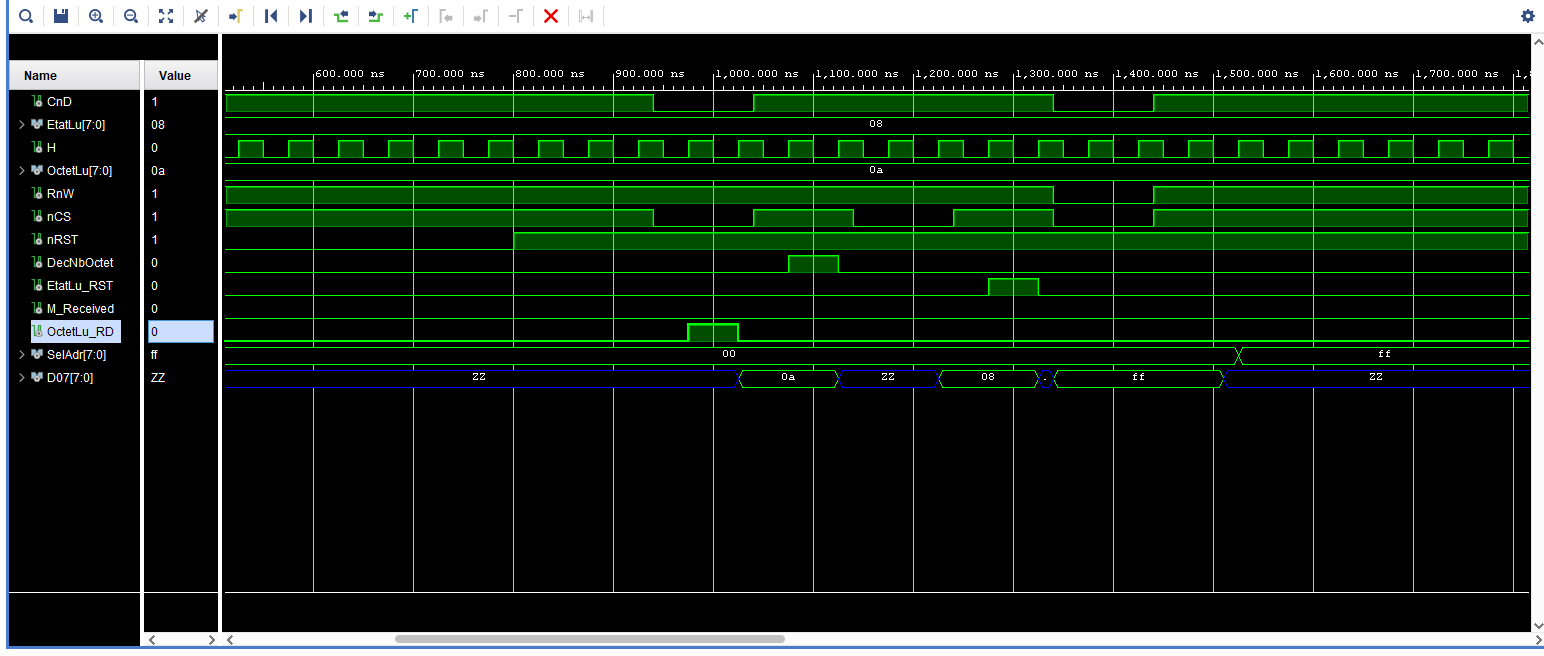 Name Value
600.000 ns 700.000 ns 800.000 ns 900.000 ns 1,000.000 ns 1,100.000 ns 1,200.000 ns 1,300.000 ns 1,400.000 ns 1,500.000 ns 1,600.000 ns 1,700.000 ns
CnD 1
EtatLu[7:0] 08 08
H 0
OctetLu[7:0] 0a 0a
RnW 1
nCS 1
nRST 1
DecNbOctet 0
EtatLu_RST 0
M_Received 0
OctetLu_RD 0
SelAdr[7:0] ff 00 ff
D07[7:0] ZZ ZZ 0a ZZ 08 . ff ZZ